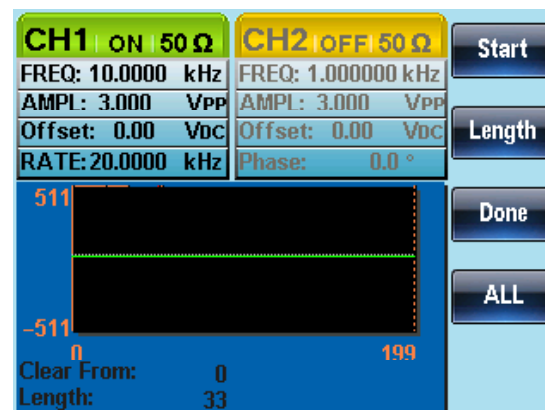 CH1 ON 50 Ω
FREQ: 10.0000 kHz
AMPL: 3.000 VPP
Offset: 0.00 VDC
RATE: 20.0000 kHz
CH2 OFF 50 Ω
FREQ: 1.000000 kHz
AMPL: 3.000 VPP
Offset: 0.00 VDC
Phase: 0.0 °
511
-511
0 199
Clear From: 0
Length: 33
Start
Length
Done
ALL